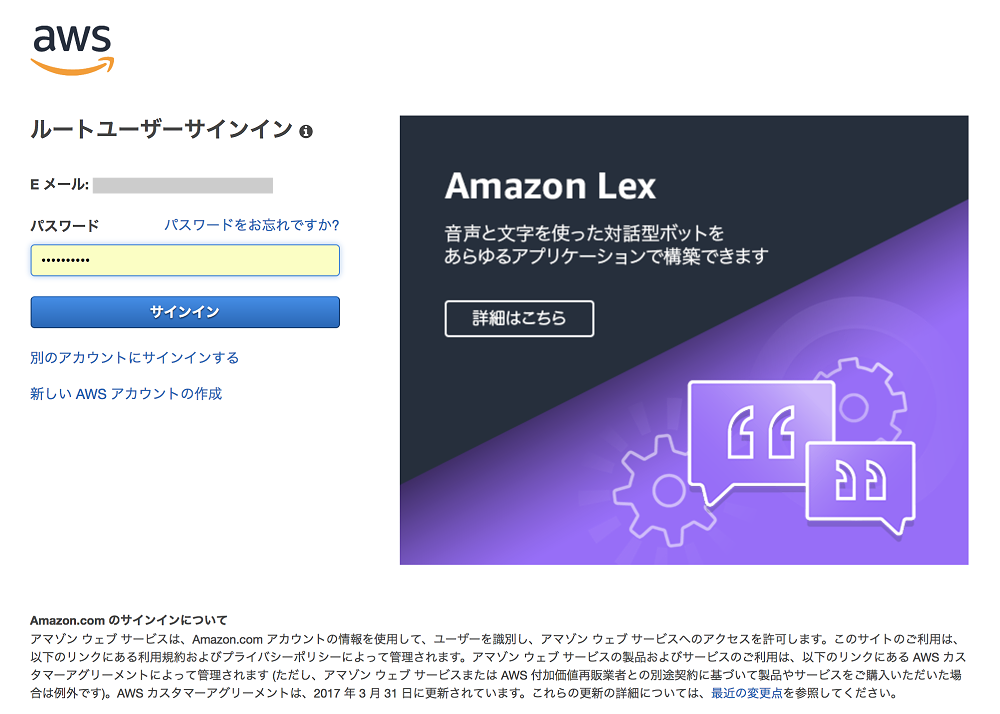 aws
ルートユーザーサインイン
E メール:
パスワード
パスワードをお忘れですか?
••••••••••
サインイン
別のアカウントにサインインする
新しい AWS アカウントの作成
Amazon Lex
音声と文字を使った対話型ボットを
あらゆるアプリケーションで構築できます
詳細はこちら
Amazon.com のサインインについて
アマゾン ウェブ サービスは、Amazon.com アカウントの情報を使用して、ユーザーを識別し、アマゾン ウェブ サービスへのアクセスを許可します。このサイトのご利用は、
以下のリンクにある利用規約およびプライバシーポリシーによって管理されます。アマゾン ウェブ サービスの製品およびサービスのご利用は、以下のリンクにある AWS カス
タマーアグリーメントによって管理されます (ただし、アマゾン ウェブ サービスまたは AWS 付加価値再販業者との別途契約に基づいて製品やサービスをご購入いただいた場
合は例外です)。AWS カスタマーアグリーメントは、2017 年 3 月 31 日に更新されています。これらの更新の詳細については、最近の変更点を参照してください。